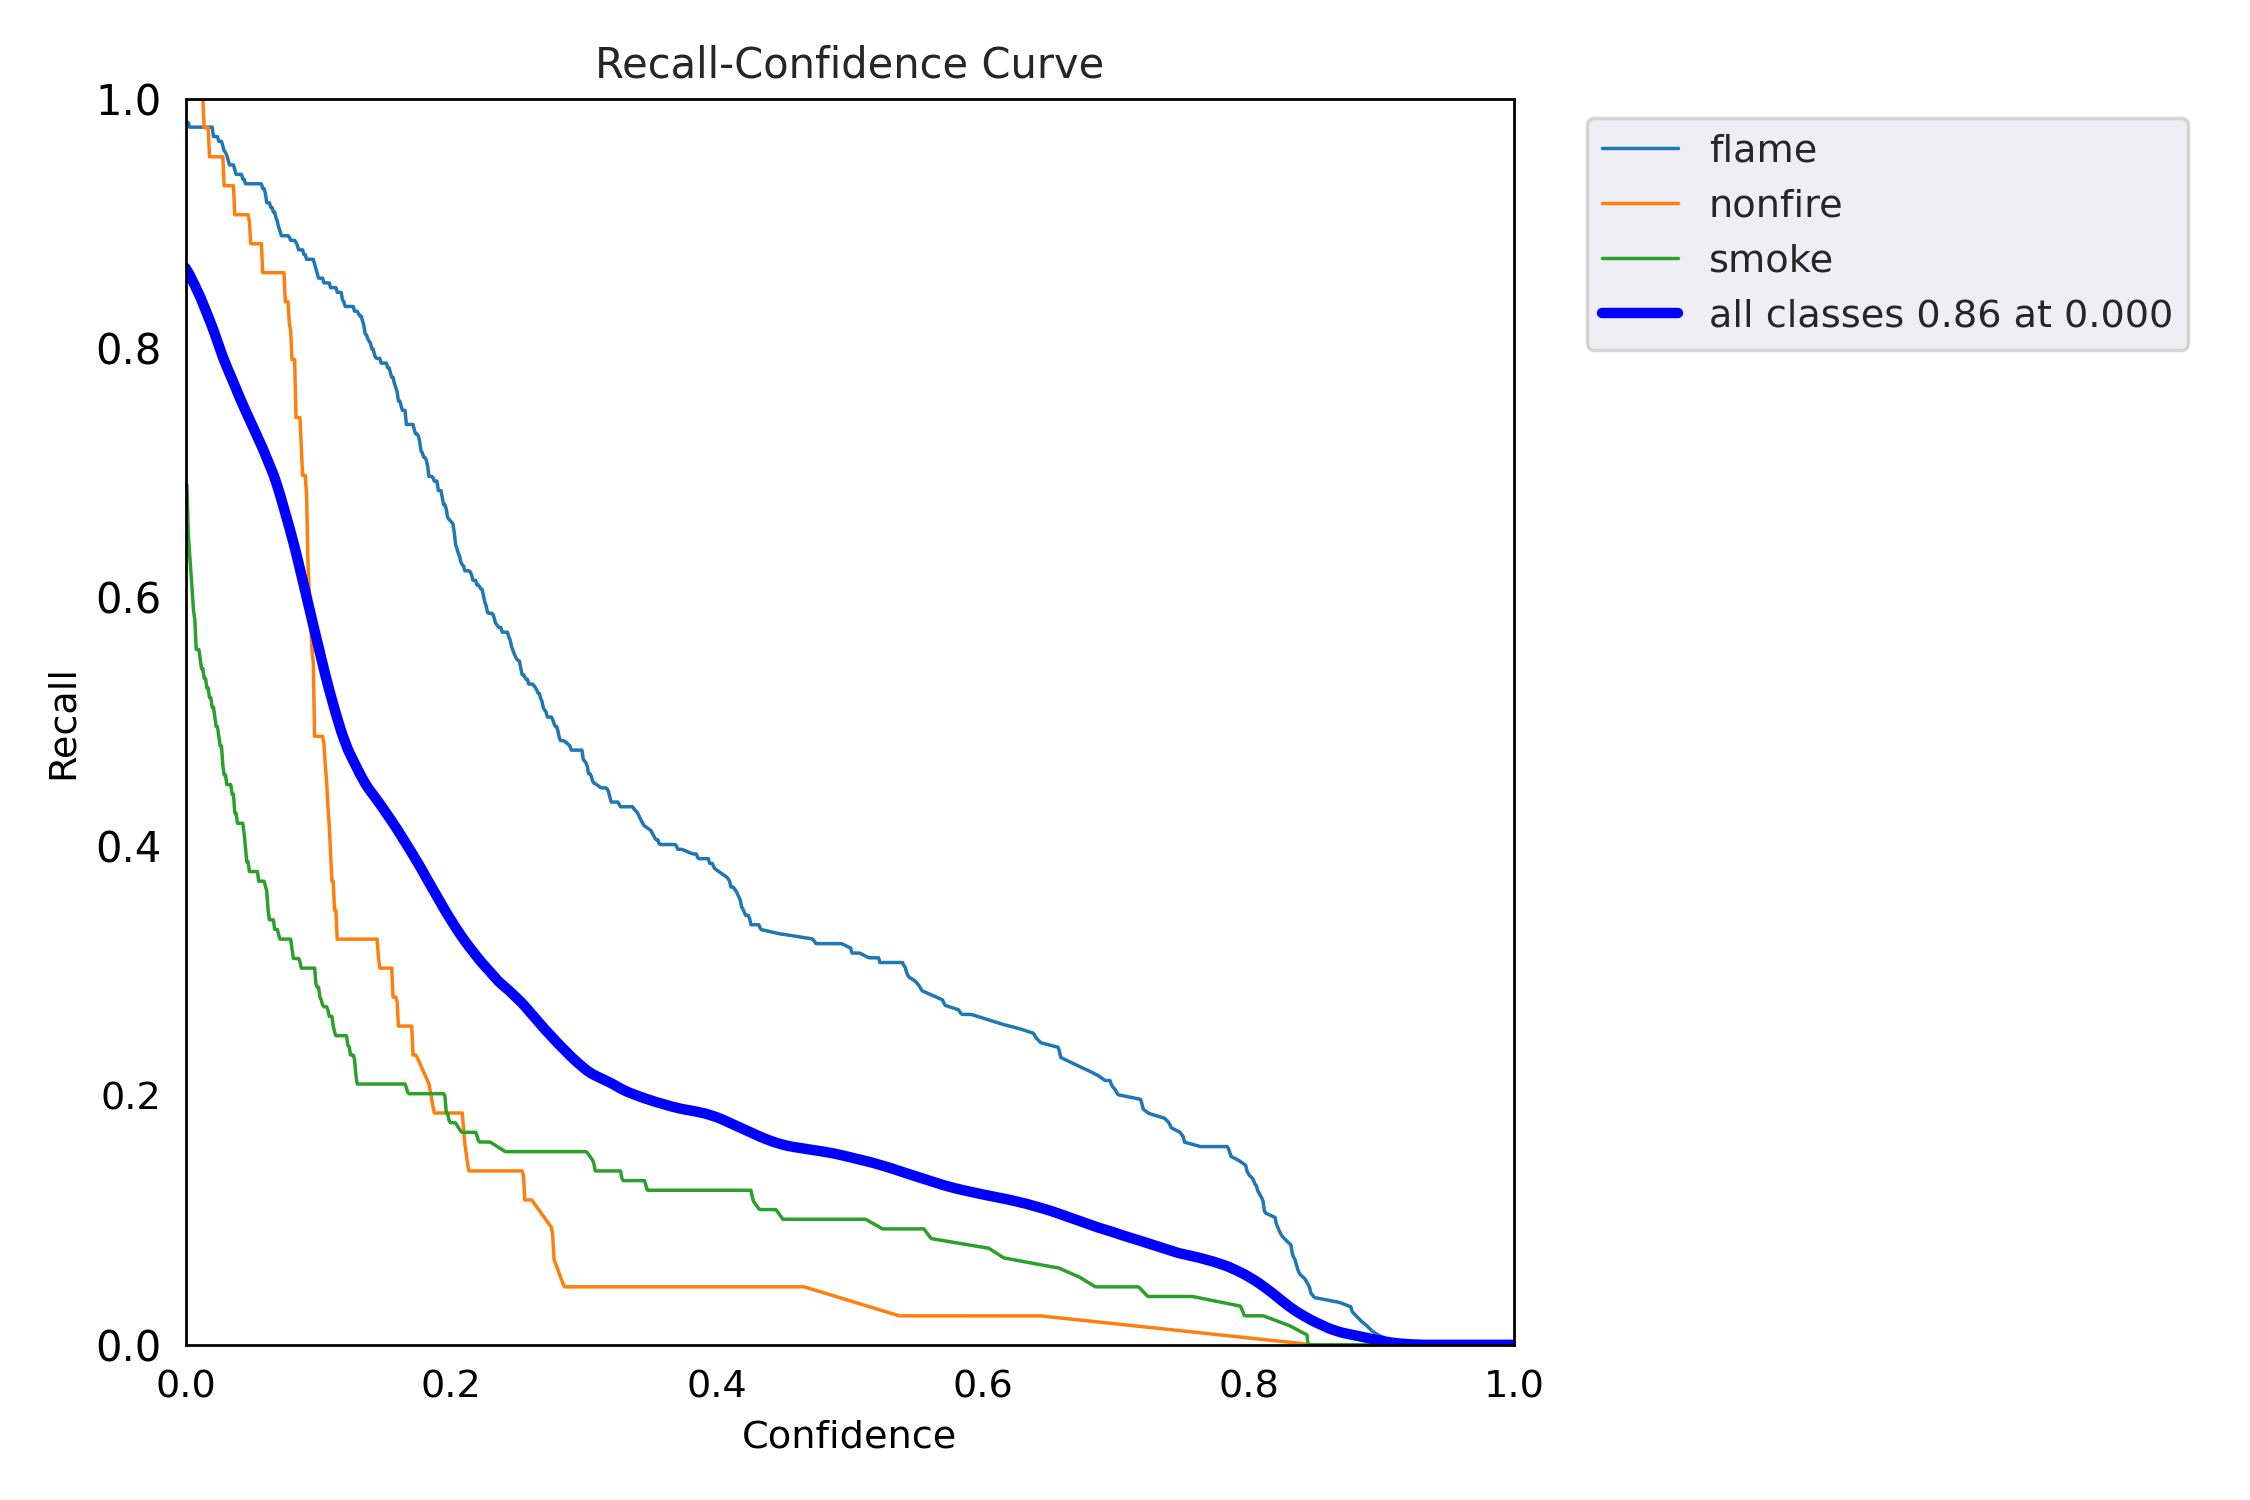 Recall-Confidence Curve
1.0
0.8
0.6
0.4
0.2
0.0
Recall
0.0 0.2 0.4 0.6 0.8 1.0
Confidence
flame
nonfire
smoke
all classes 0.86 at 0.000